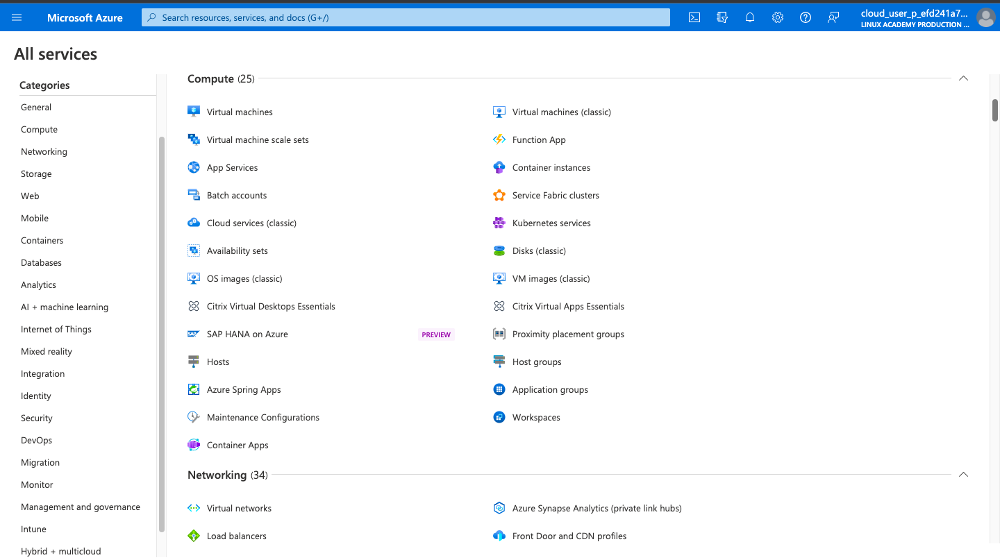 Microsoft Azure
Search resources, services, and docs (G+/)
cloud_user_p_efd241a7...
LINUX ACADEMY PRODUCTION ...
All services
Categories
General
Compute
Networking
Storage
Web
Mobile
Containers
Databases
Analytics
AI + machine learning
Internet of Things
Mixed reality
Integration
Identity
Security
DevOps
Migration
Monitor
Management and governance
Intune
Hybrid + multicloud
Compute (25)
Virtual machines
Virtual machines (classic)
Virtual machine scale sets
Function App
App Services
Container instances
Batch accounts
Service Fabric clusters
Cloud services (classic)
Kubernetes services
Availability sets
Disks (classic)
OS images (classic)
VM images (classic)
Citrix Virtual Desktops Essentials
Citrix Virtual Apps Essentials
SAP
SAP HANA on Azure
PREVIEW
Proximity placement groups
Hosts
Host groups
Azure Spring Apps
Application groups
Maintenance Configurations
Workspaces
Container Apps
Networking (34)
Virtual networks
Azure Synapse Analytics (private link hubs)
Load balancers
Front Door and CDN profiles